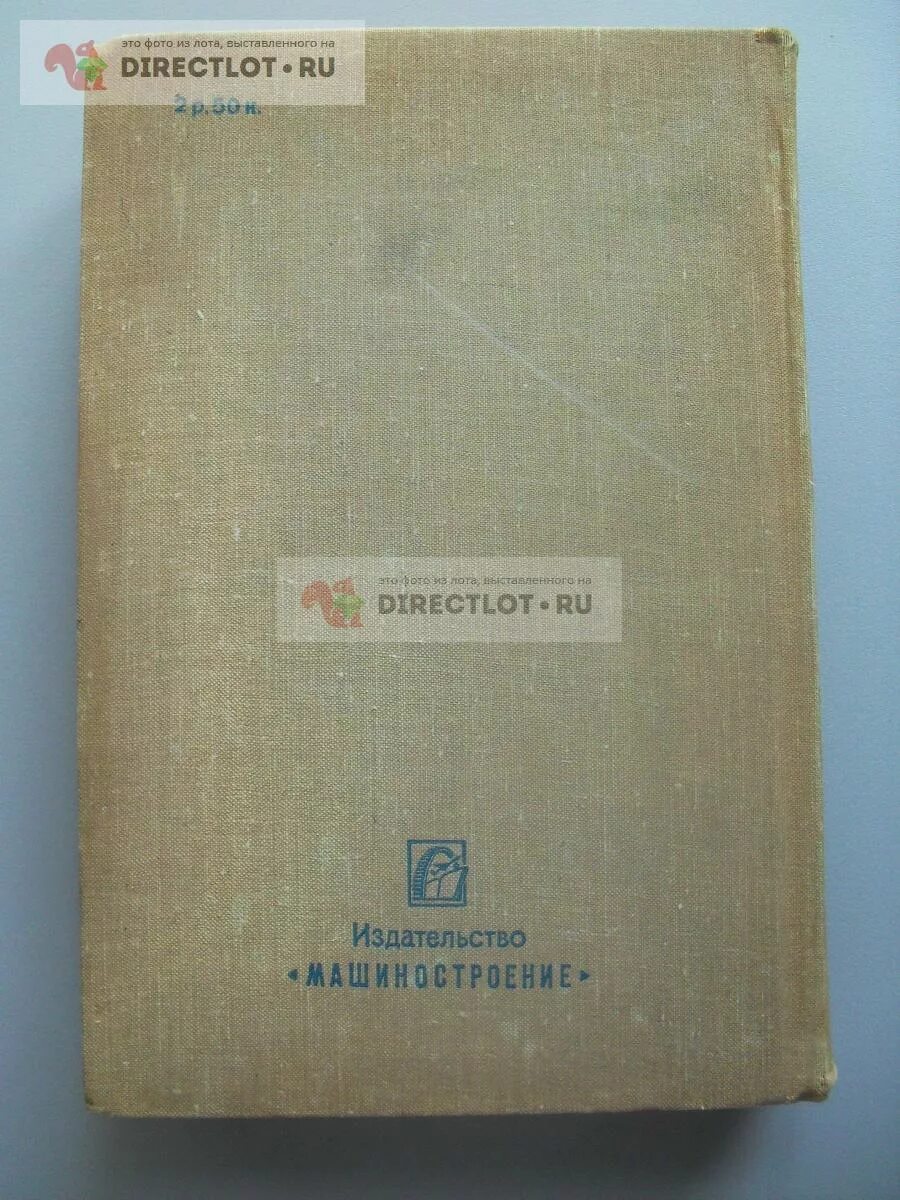 это фото из лота, выставленного на
DIRECTLOT • RU
2 р. 50 к.
это фото из лота, выставленного на
DIRECTLOT • RU
Издательство
«МАШИНОСТРОЕНИЕ»